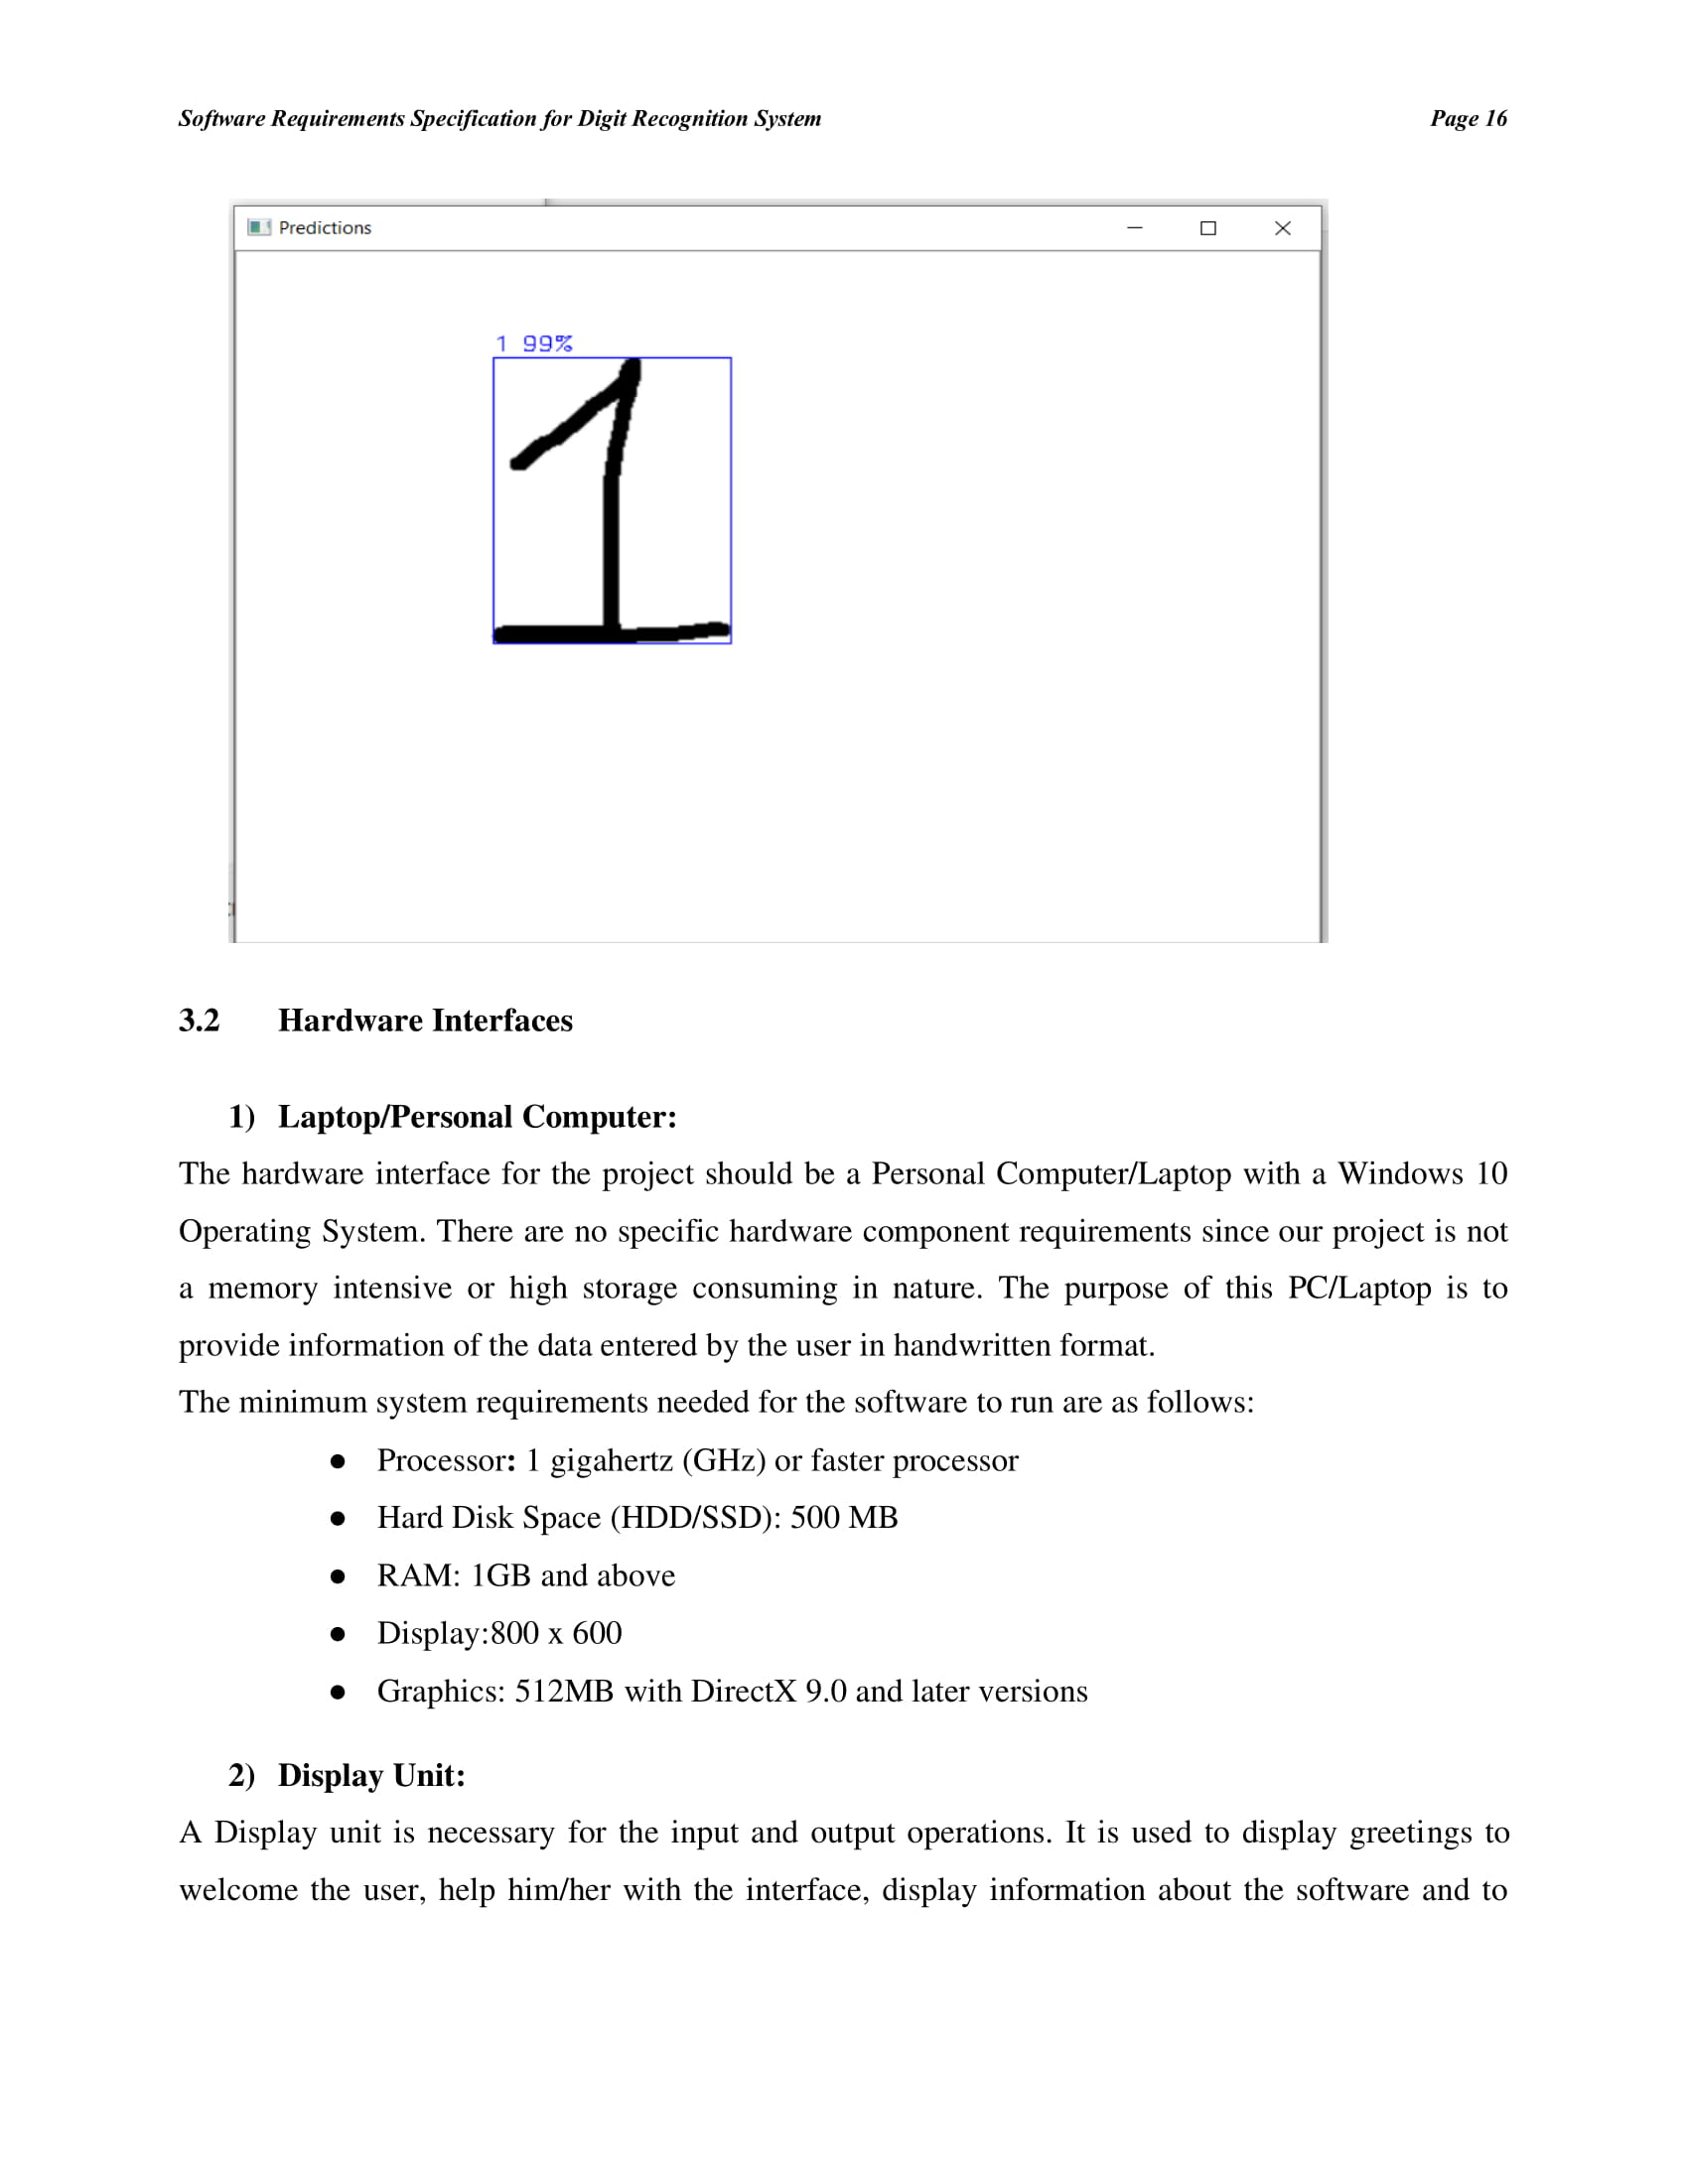 Software Requirements Specification for Digit Recognition System Page 16
Predictions
1 99%
1
3.2 Hardware Interfaces
1) Laptop/Personal Computer:
The hardware interface for the project should be a Personal Computer/Laptop with a Windows 10
Operating System. There are no specific hardware component requirements since our project is not
a memory intensive or high storage consuming in nature. The purpose of this PC/Laptop is to
provide information of the data entered by the user in handwritten format.
The minimum system requirements needed for the software to run are as follows:
● Processor: 1 gigahertz (GHz) or faster processor
● Hard Disk Space (HDD/SSD): 500 MB
● RAM: 1GB and above
● Display:800 x 600
● Graphics: 512MB with DirectX 9.0 and later versions
2) Display Unit:
A Display unit is necessary for the input and output operations. It is used to display greetings to
welcome the user, help him/her with the interface, display information about the software and to